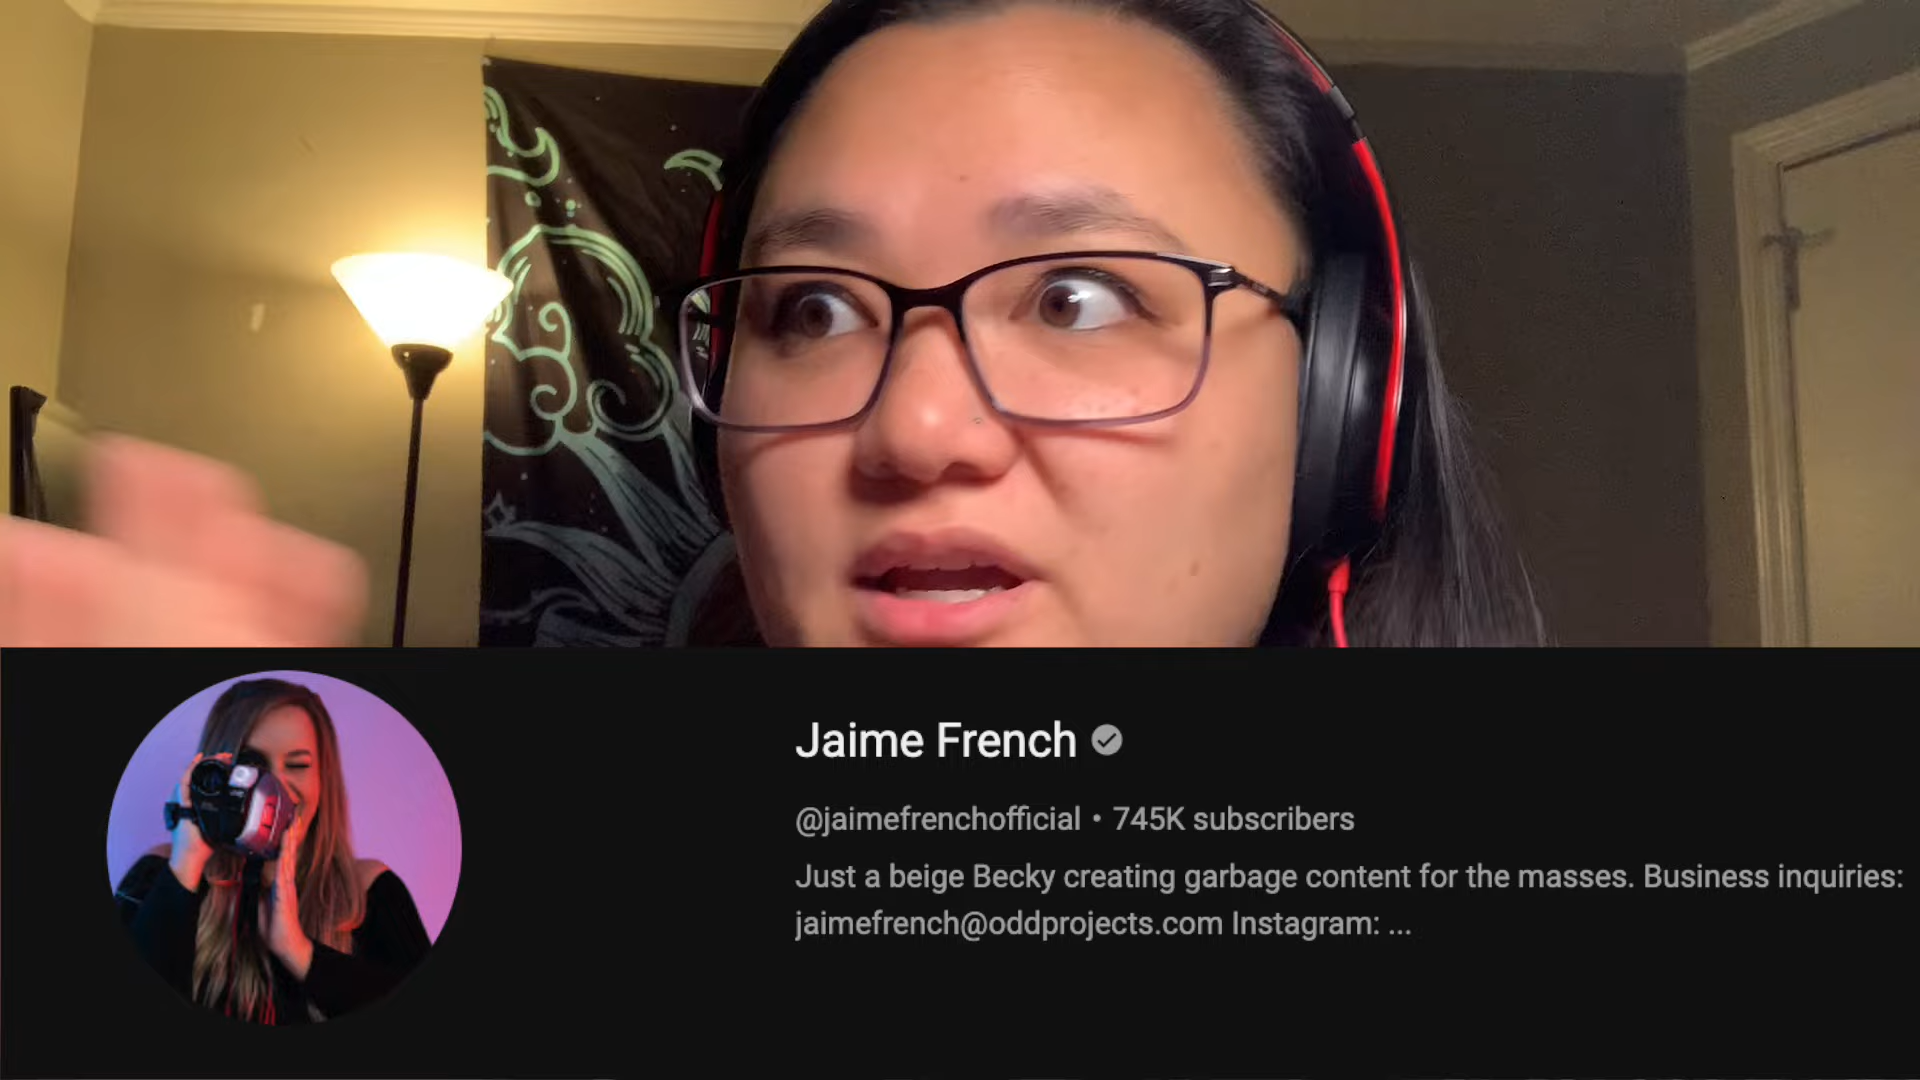 Jaime French
@jaimefrenchofficial • 745K subscribers
Just a beige Becky creating garbage content for the masses. Business inquiries:
jaimefrench@oddprojects.com Instagram: ...